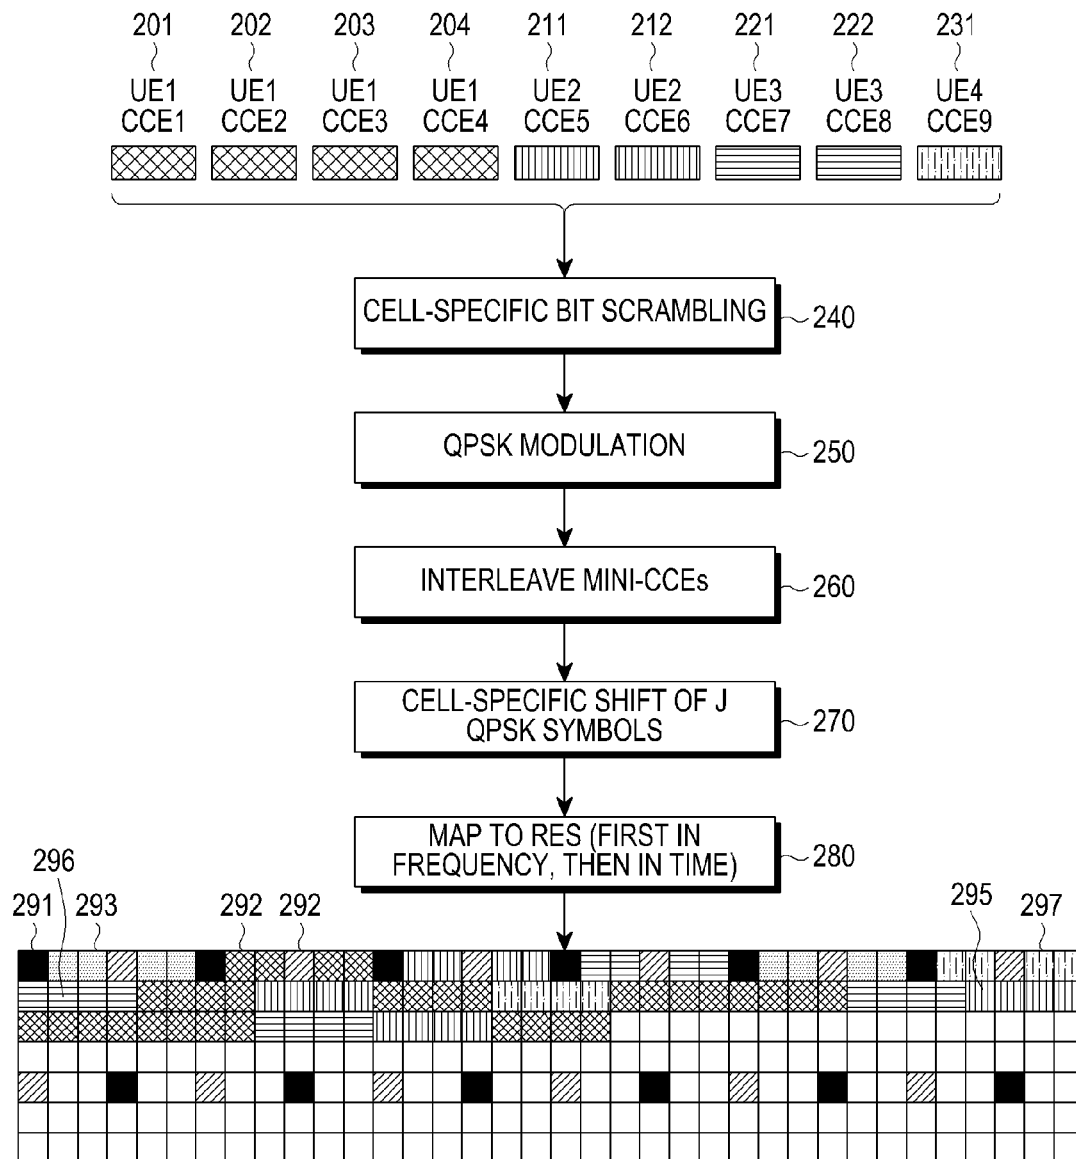 201 202 203 204 211 212 221 222 231
UE1 UE1 UE1 UE1 UE2 UE2 UE3 UE3 UE4
CCE1 CCE2 CCE3 CCE4 CCE5 CCE6 CCE7 CCE8 CCE9
CELL-SPECIFIC BIT SCRAMBLING
240
QPSK MODULATION
250
INTERLEAVE MINI-CCEs
260
CELL-SPECIFIC SHIFT OF J
QPSK SYMBOLS
270
MAP TO RES (FIRST IN
FREQUENCY, THEN IN TIME)
280
296
291 293 292 292
295
297